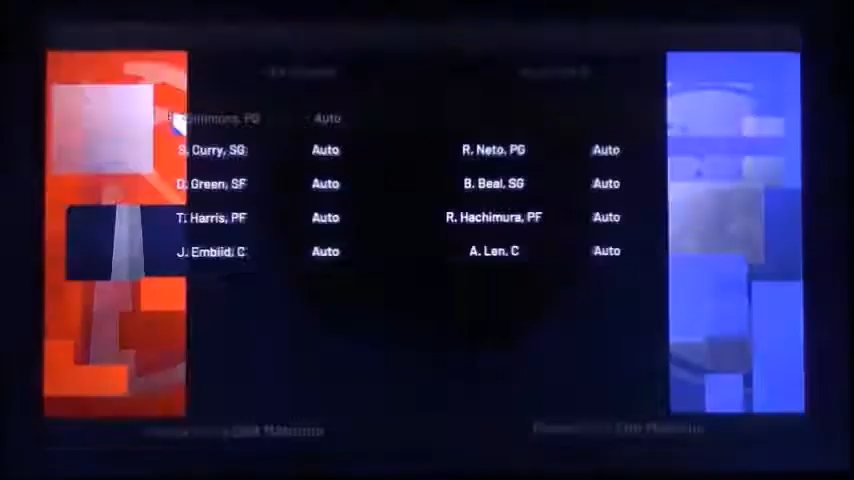 Simmons, PG Auto
S. Curry, SG Auto
D. Green, SF Auto
T. Harris, PF Auto
J. Embiid, C Auto
R. Neto, PG Auto
B. Beal, SG Auto
R. Hachimura, PF Auto
A. Len, C Auto